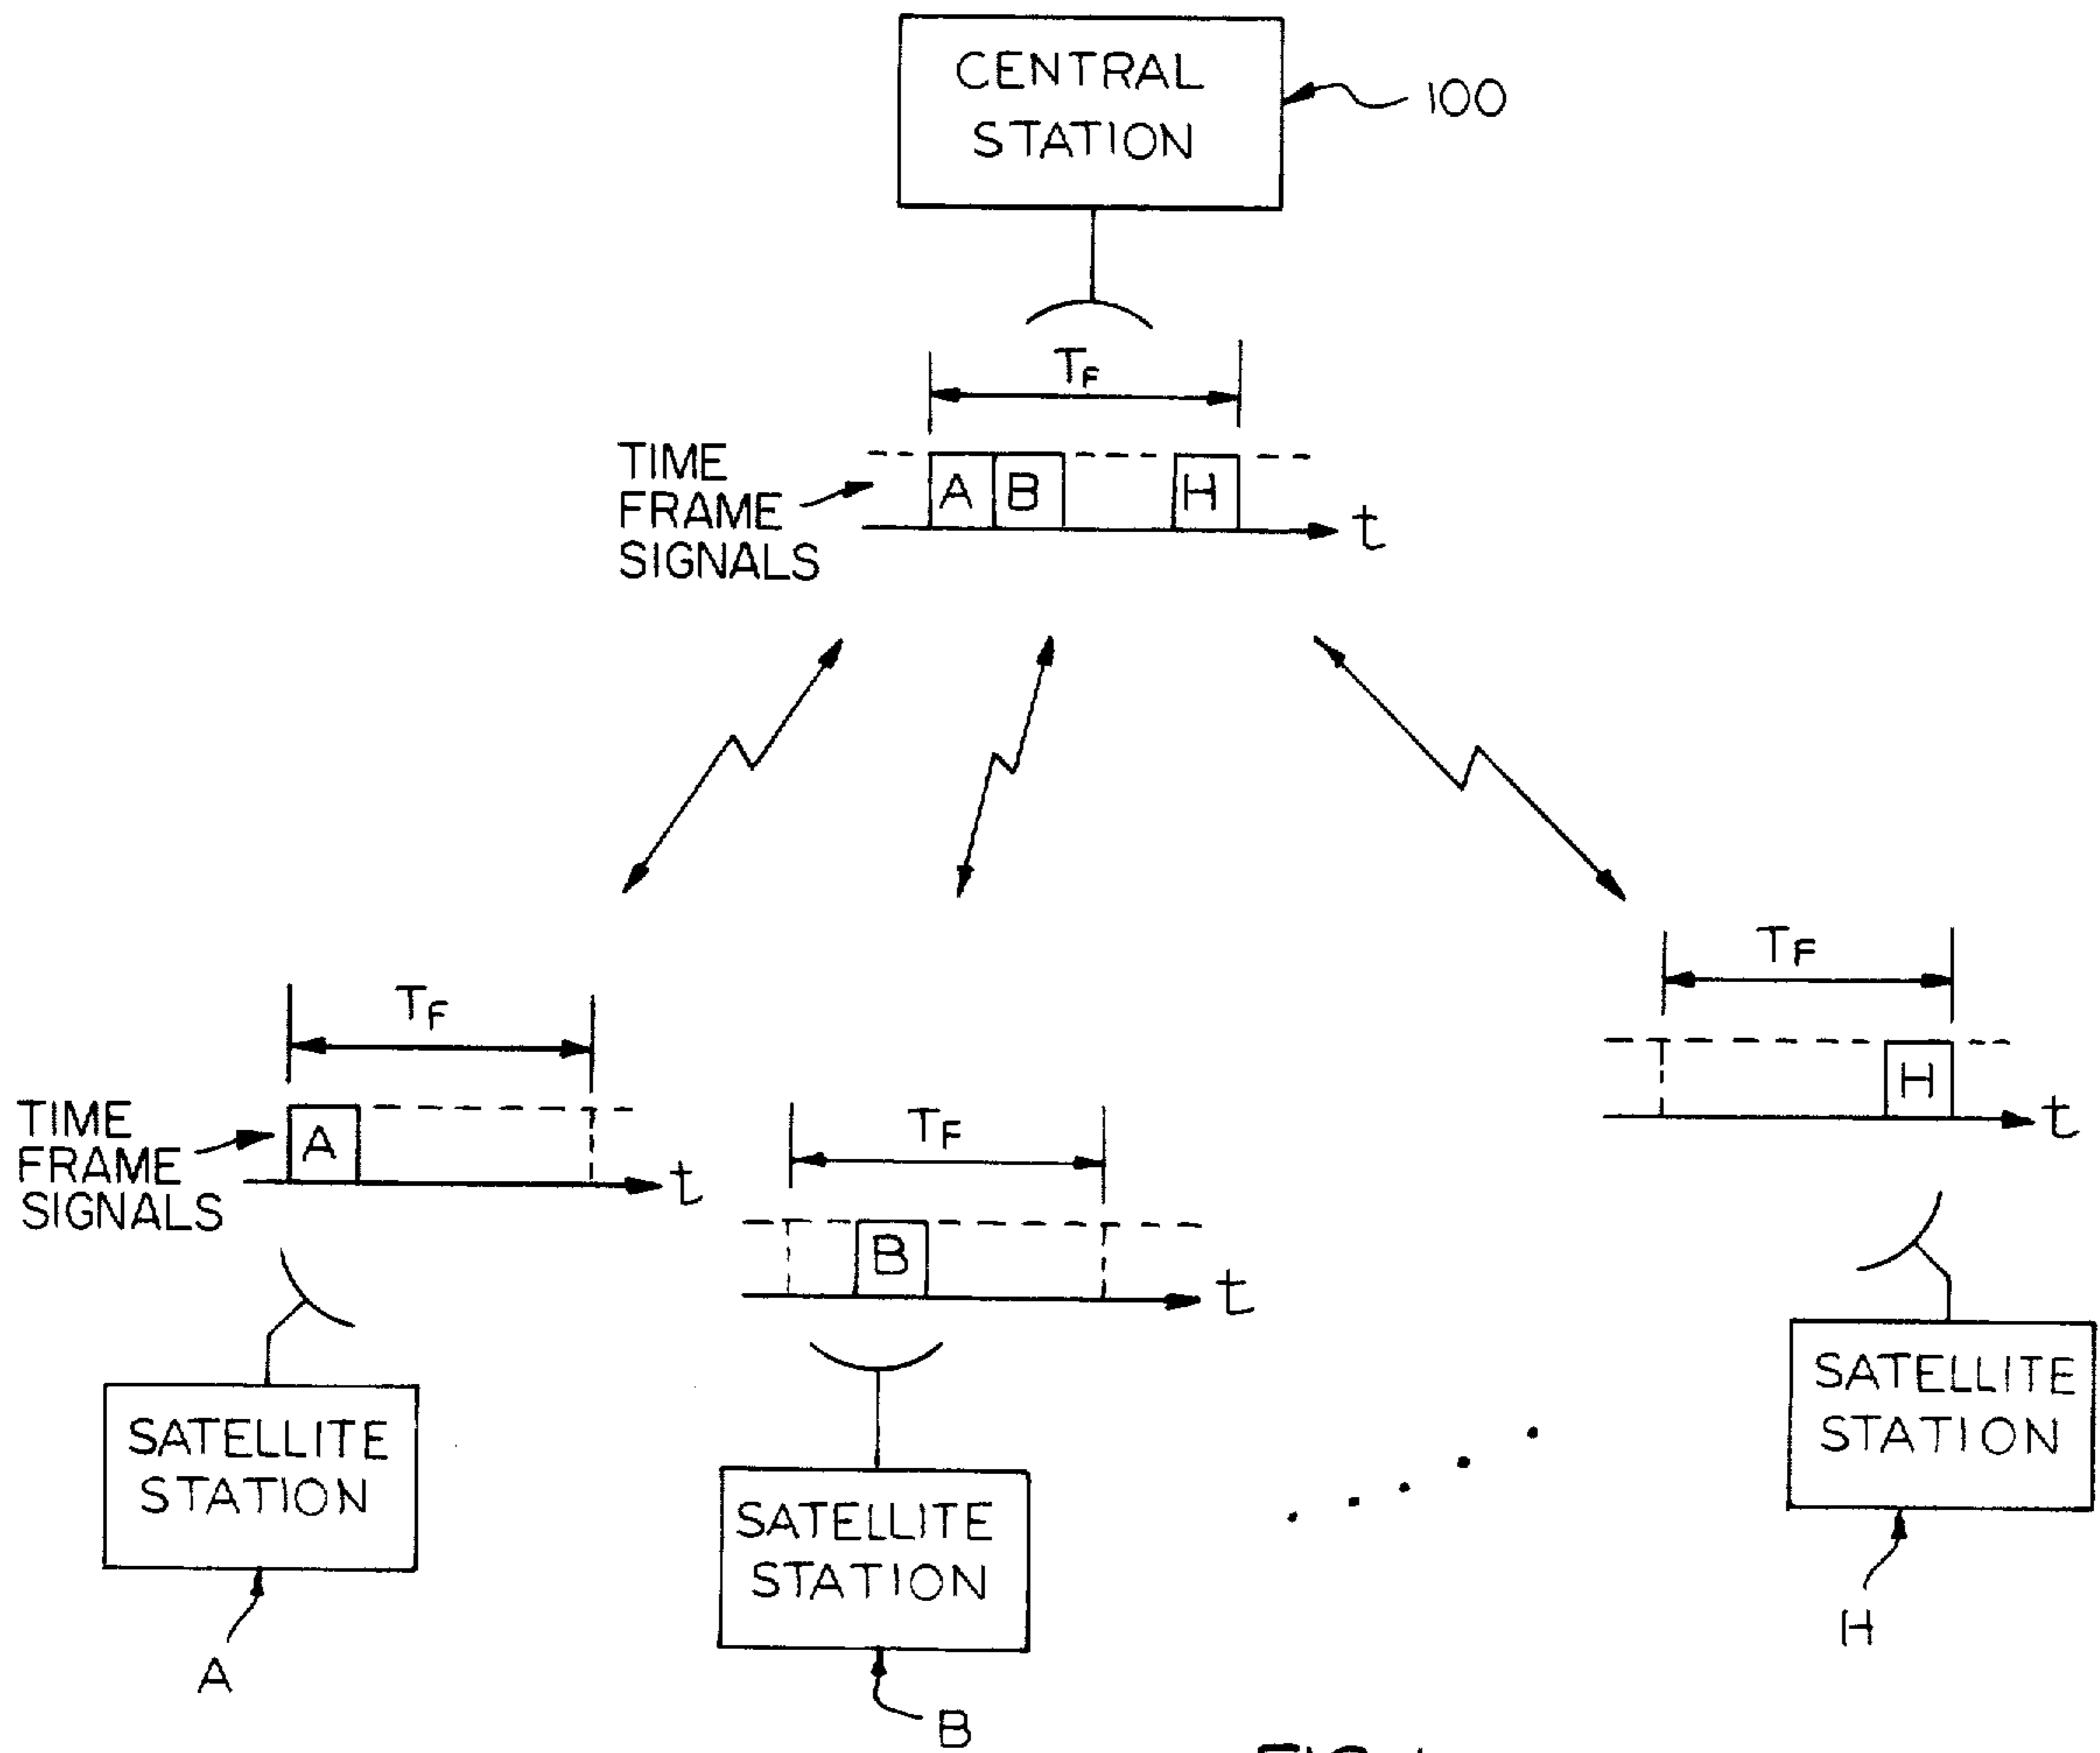 CENTRAL
STATION
100
TF
TIME
FRAME
SIGNALS
A B H
t
TF
TF
TIME
FRAME
SIGNALS
A
t
TF
B
t
H
t
SATELLITE
STATION
A
SATELLITE
STATION
B
SATELLITE
STATION
H